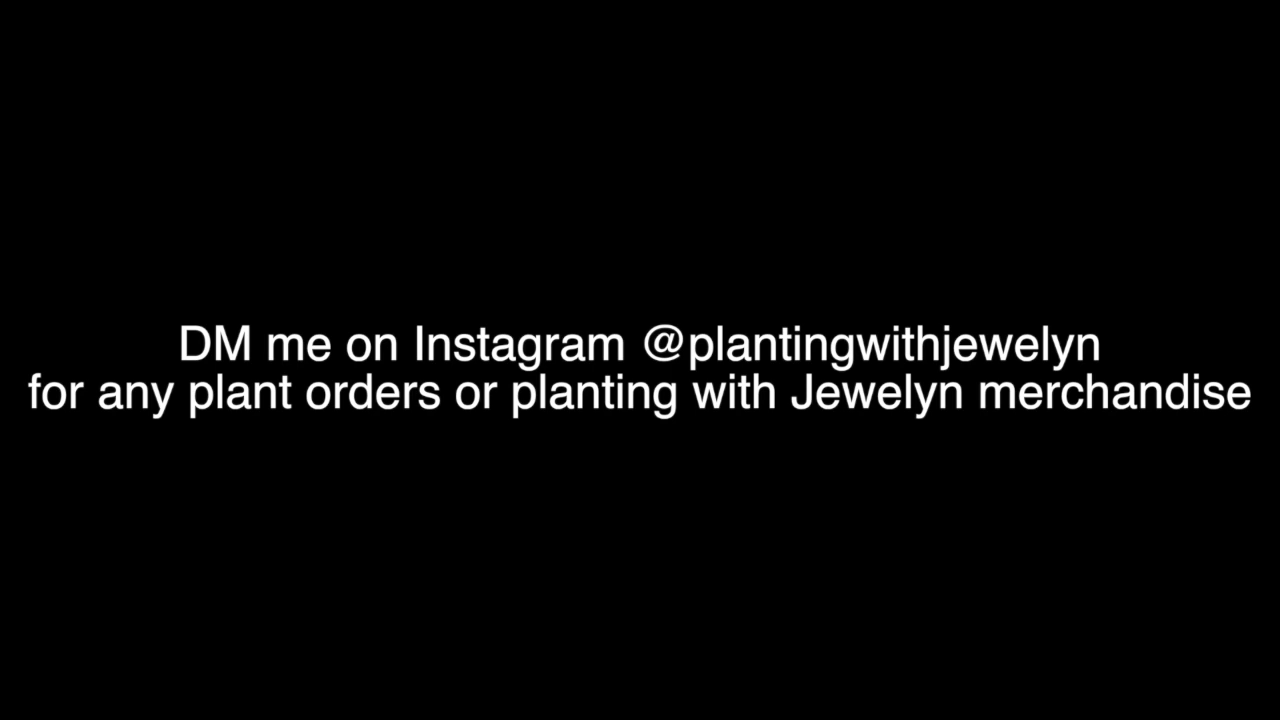 DM me on Instagram @plantingwithjewelyn
for any plant orders or planting with Jewelyn merchandise